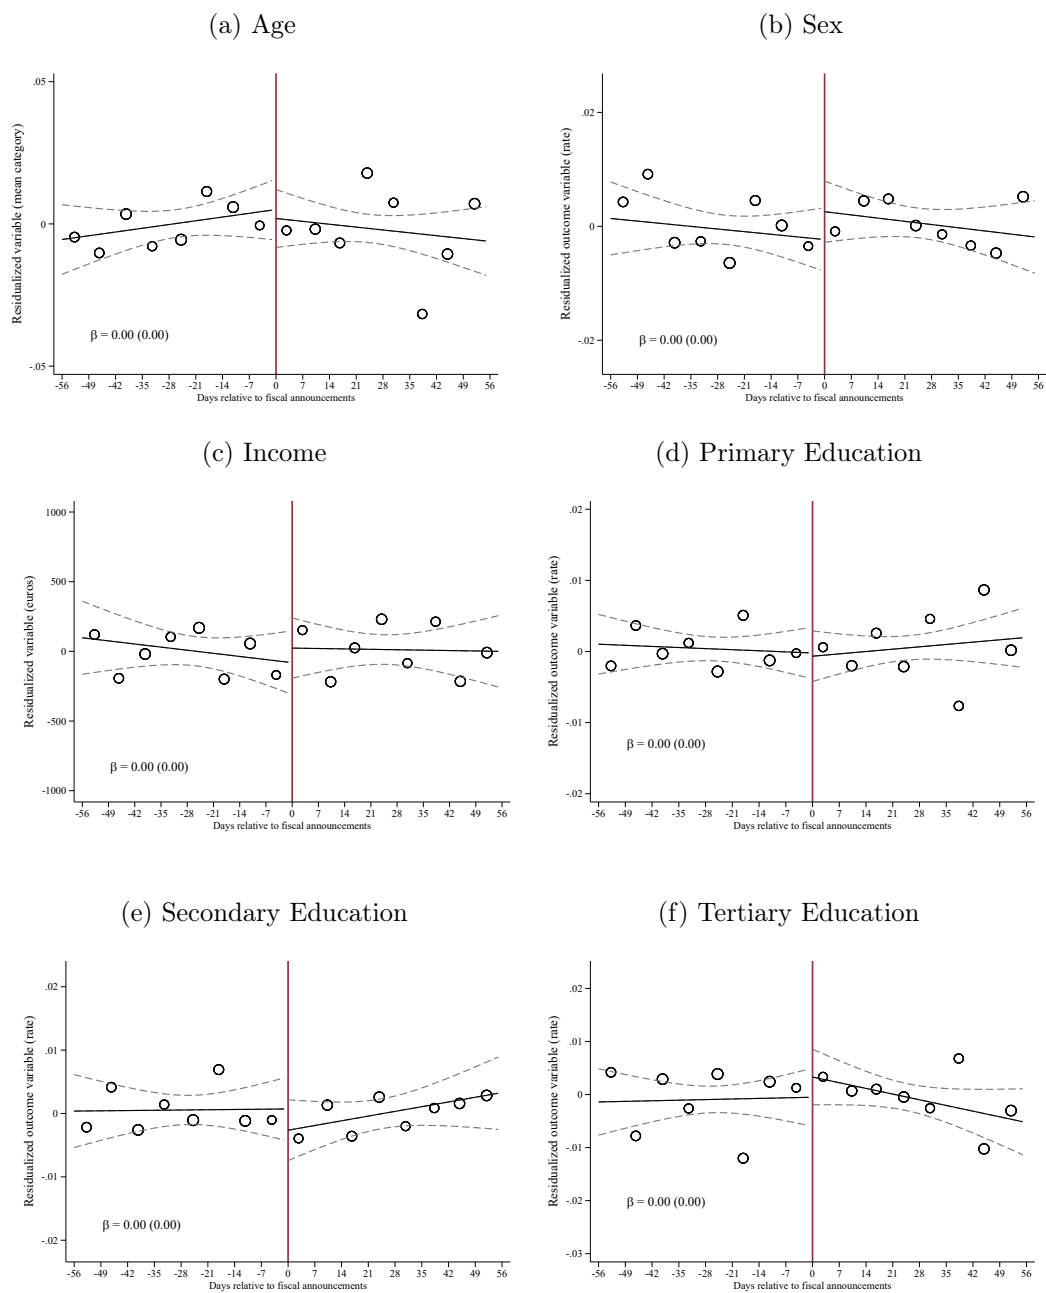 (a) Age
(b) Sex
Residualized variable (mean category)
.05
0
-.05
β = 0.00 (0.00)
-56 -49 -42 -35 -28 -21 -14 -7 0 7 14 21 28 35 42 49 56
Days relative to fiscal announcements
Residualized outcome variable (rate)
.02
0
-.02
β = 0.00 (0.00)
-56 -49 -42 -35 -28 -21 -14 -7 0 7 14 21 28 35 42 49 56
Days relative to fiscal announcements
(c) Income
(d) Primary Education
Residualized variable (euros)
1000
500
0
-500
-1000
β = 0.00 (0.00)
-56 -49 -42 -35 -28 -21 -14 -7 0 7 14 21 28 35 42 49 56
Days relative to fiscal announcements
Residualized outcome variable (rate)
.02
.01
0
-.01
-.02
β = 0.00 (0.00)
-56 -49 -42 -35 -28 -21 -14 -7 0 7 14 21 28 35 42 49 56
Days relative to fiscal announcements
(e) Secondary Education
(f) Tertiary Education
Residualized outcome variable (rate)
.02
.01
0
-.01
-.02
β = 0.00 (0.00)
-56 -49 -42 -35 -28 -21 -14 -7 0 7 14 21 28 35 42 49 56
Days relative to fiscal announcements
Residualized outcome variable (rate)
.02
.01
0
-.01
-.02
-.03
β = 0.00 (0.00)
-56 -49 -42 -35 -28 -21 -14 -7 0 7 14 21 28 35 42 49 56
Days relative to fiscal announcements